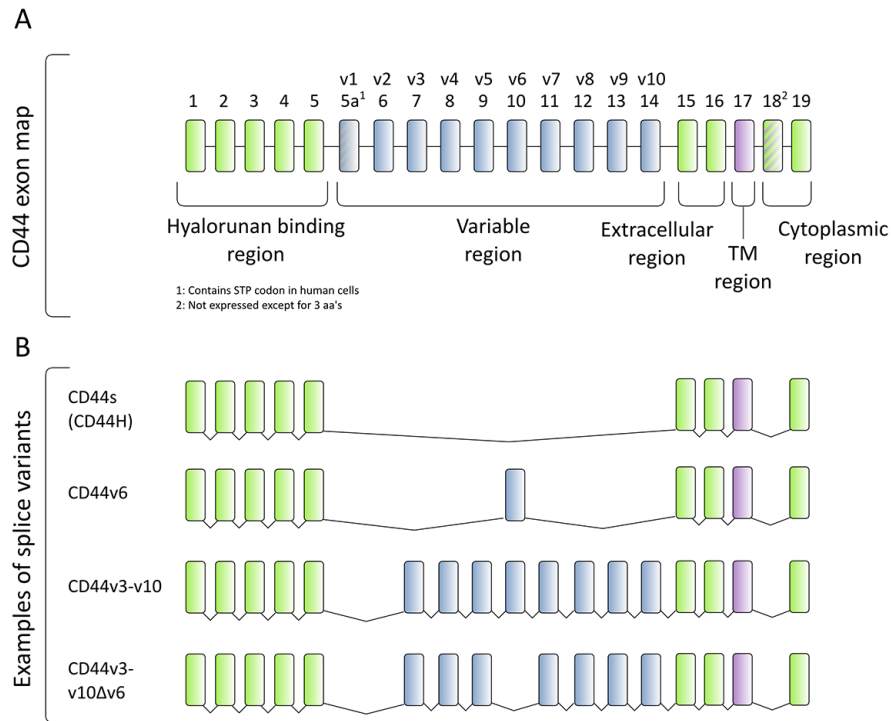 A
CD44 exon map
v1 v2 v3 v4 v5 v6 v7 v8 v9 v10
1 2 3 4 5 5a1 6 7 8 9 10 11 12 13 14 15 16 17 182 19
Hyalorunan binding
region
Variable
region
Extracellular
region
TM
region
Cytoplasmic
region
1: Contains STP codon in human cells
2: Not expressed except for 3 aa's
B
Examples of splice variants
CD44s
(CD44H)
CD44v6
CD44v3-v10
CD44v3-
v10Δv6